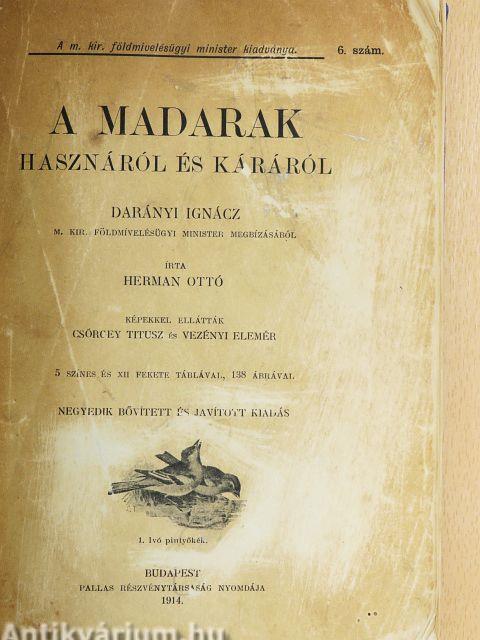 A m. kir. földmivelésügyi minister kiadványa. 6. szám.
A MADARAK
HASZNÁRÓL ÉS KÁRÁRÓL
DARÁNYI IGNÁCZ
M. KIR. FÖLDMÍVELÉSÜGYI MINISTER MEGBÍZÁSÁBÓL
ÍRTA
HERMAN OTTÓ
KÉPEKKEL ELLÁTTÁK
CSÖRGEY TITUSZ és VEZÉNYI ELEMÉR
5 SZINES ÉS XII FEKETE TÁBLÁVAL, 138 ÁBRÁVAL
NEGYEDIK BŐVÍTETT ÉS JAVÍTOTT KIADÁS
1. Ivó pintyőkék.
BUDAPEST
PALLAS RÉSZVÉNYTÁRSASÁG NYOMDÁJA
1914.
Antikvárium.hu